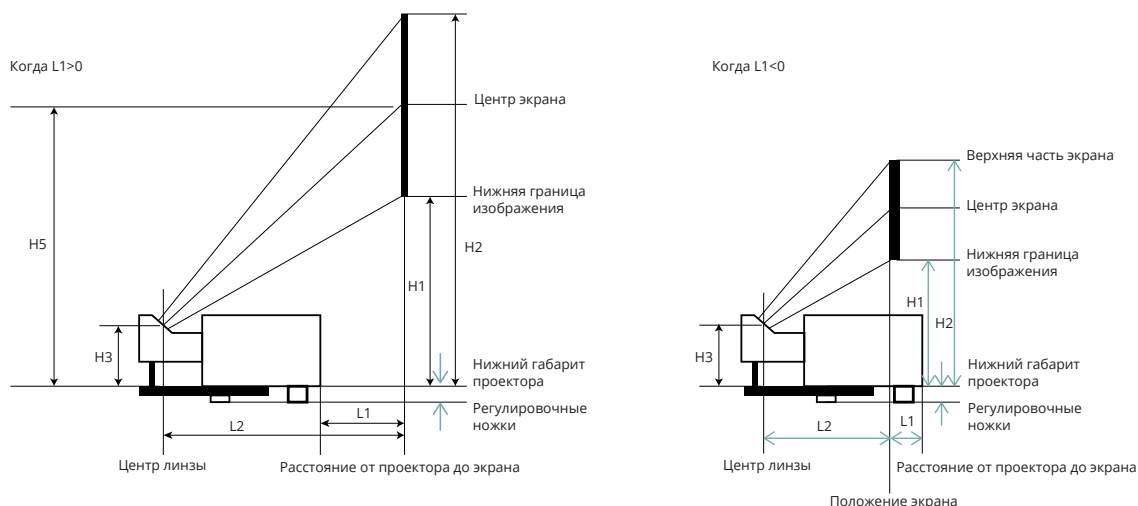 Когда L1>0
Центр экрана
Нижняя граница
изображения
H5
H2
H1
H3
Нижний габарит
проектора
Регулировочные
ножки
L1
L2
Центр линзы
Расстояние от проектора до экрана
Когда L1<0
Верхняя часть экрана
Центр экрана
Нижняя граница
изображения
H1
H2
H3
Нижний габарит
проектора
Регулировочные
ножки
L2
L1
Центр линзы
Расстояние от проектора до экрана
Положение экрана